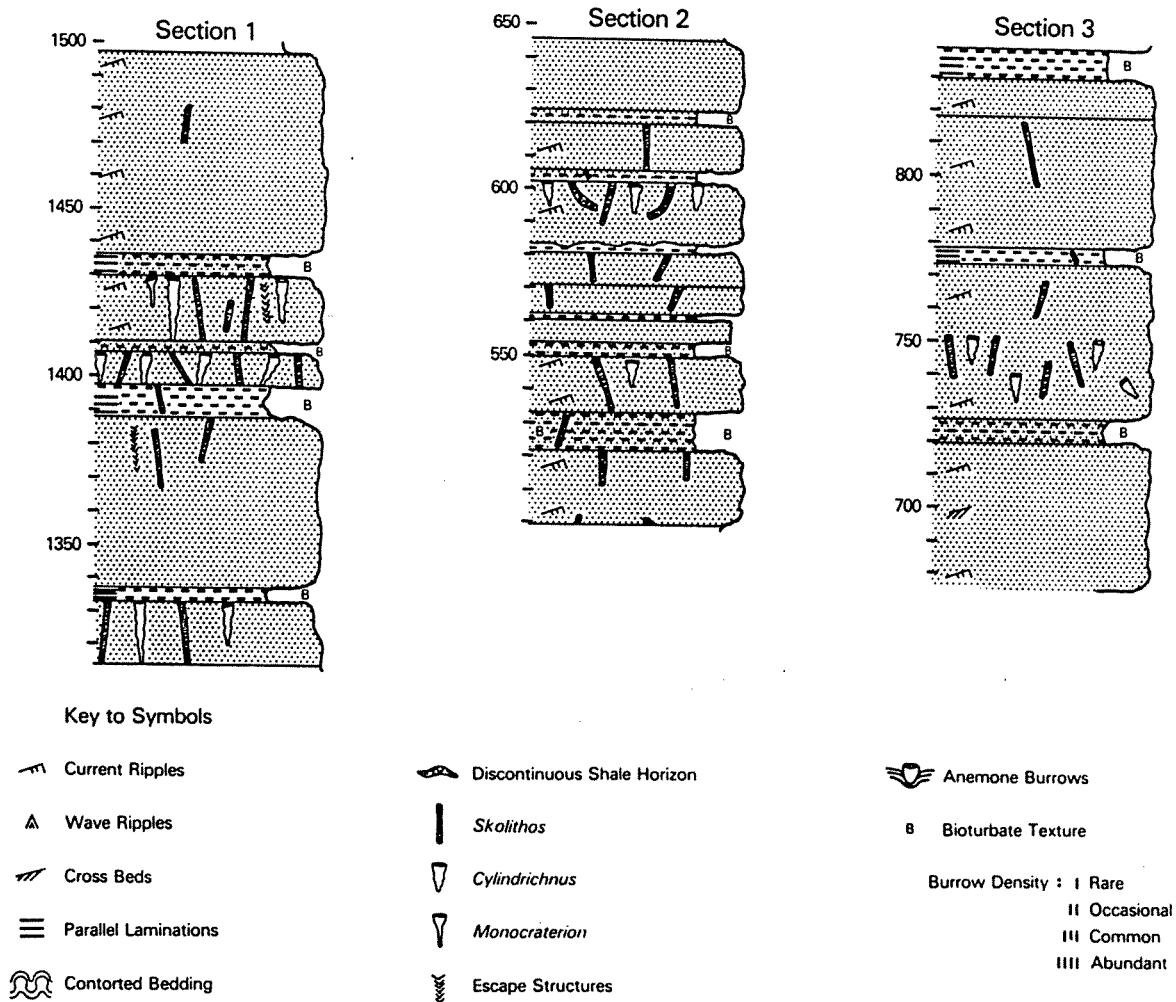 Section 1
1500
1450
1400
1350
B
B
B
B
Section 2
650
600
550
B
B
B
B
Section 3
800
750
700
B
B
B
Key to Symbols
Current Ripples
Wave Ripples
Cross Beds
Parallel Laminations
Contorted Bedding
Discontinuous Shale Horizon
Skolithos
Cylindrichnus
Monocraterion
Escape Structures
Anemone Burrows
B Bioturbate Texture
Burrow Density : I Rare
II Occasional
III Common
IIII Abundant